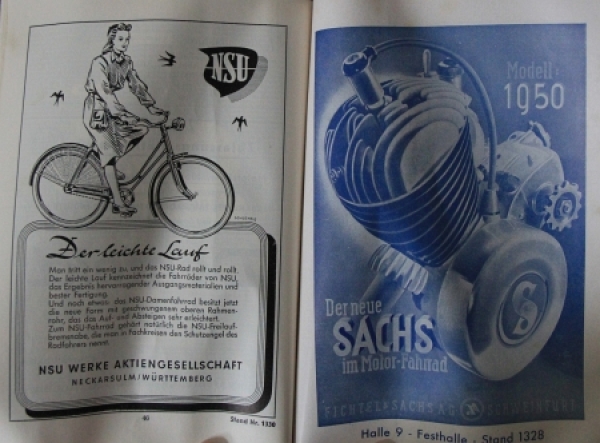 NSU
Der leichte Lauf
Man tritt ein wenig zu, und das NSU-Rad rollt und rollt.
Der leichte Lauf kennzeichnet die Fahrräder von NSU,
das Ergebnis hervorragender Ausgangsmaterialien und
bester Fertigung.
Und noch etwas: das NSU-Damenfahrrad besitzt jetzt
die neue Form mit geschwungenem oberen Rahmen-
rohr, das das Auf- und Absteigen sehr erleichtert.
Zum NSU-Fahrrad gehört natürlich die NSU-Freilauf-
bremsnabe, die man in Fachkreisen den Schutzengel des
Radfahrers nennt.
NSU WERKE AKTIENGESELLSCHAFT
NECKARSULM/WÜRTTEMBERG
Stand Nr. 1330
Modell:
1950
Der neue
SACHS
im Motor-fahrrad
FICHTEL & SACHS AG SCHWEINFURT
Halle 9 - Festhalle - Stand 1328